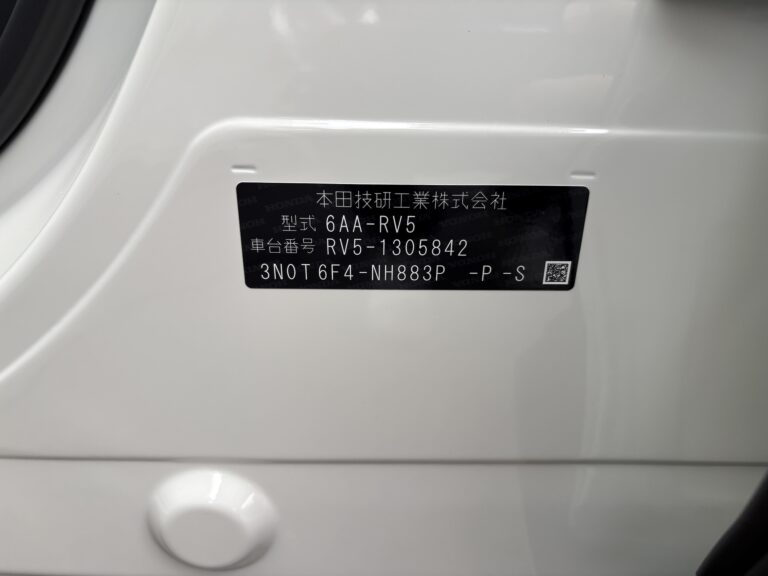 本田技研工業株式会社
型式 6AA-RV5
車台番号 RV5-1305842
3N0T6F4-NH883P -P-S